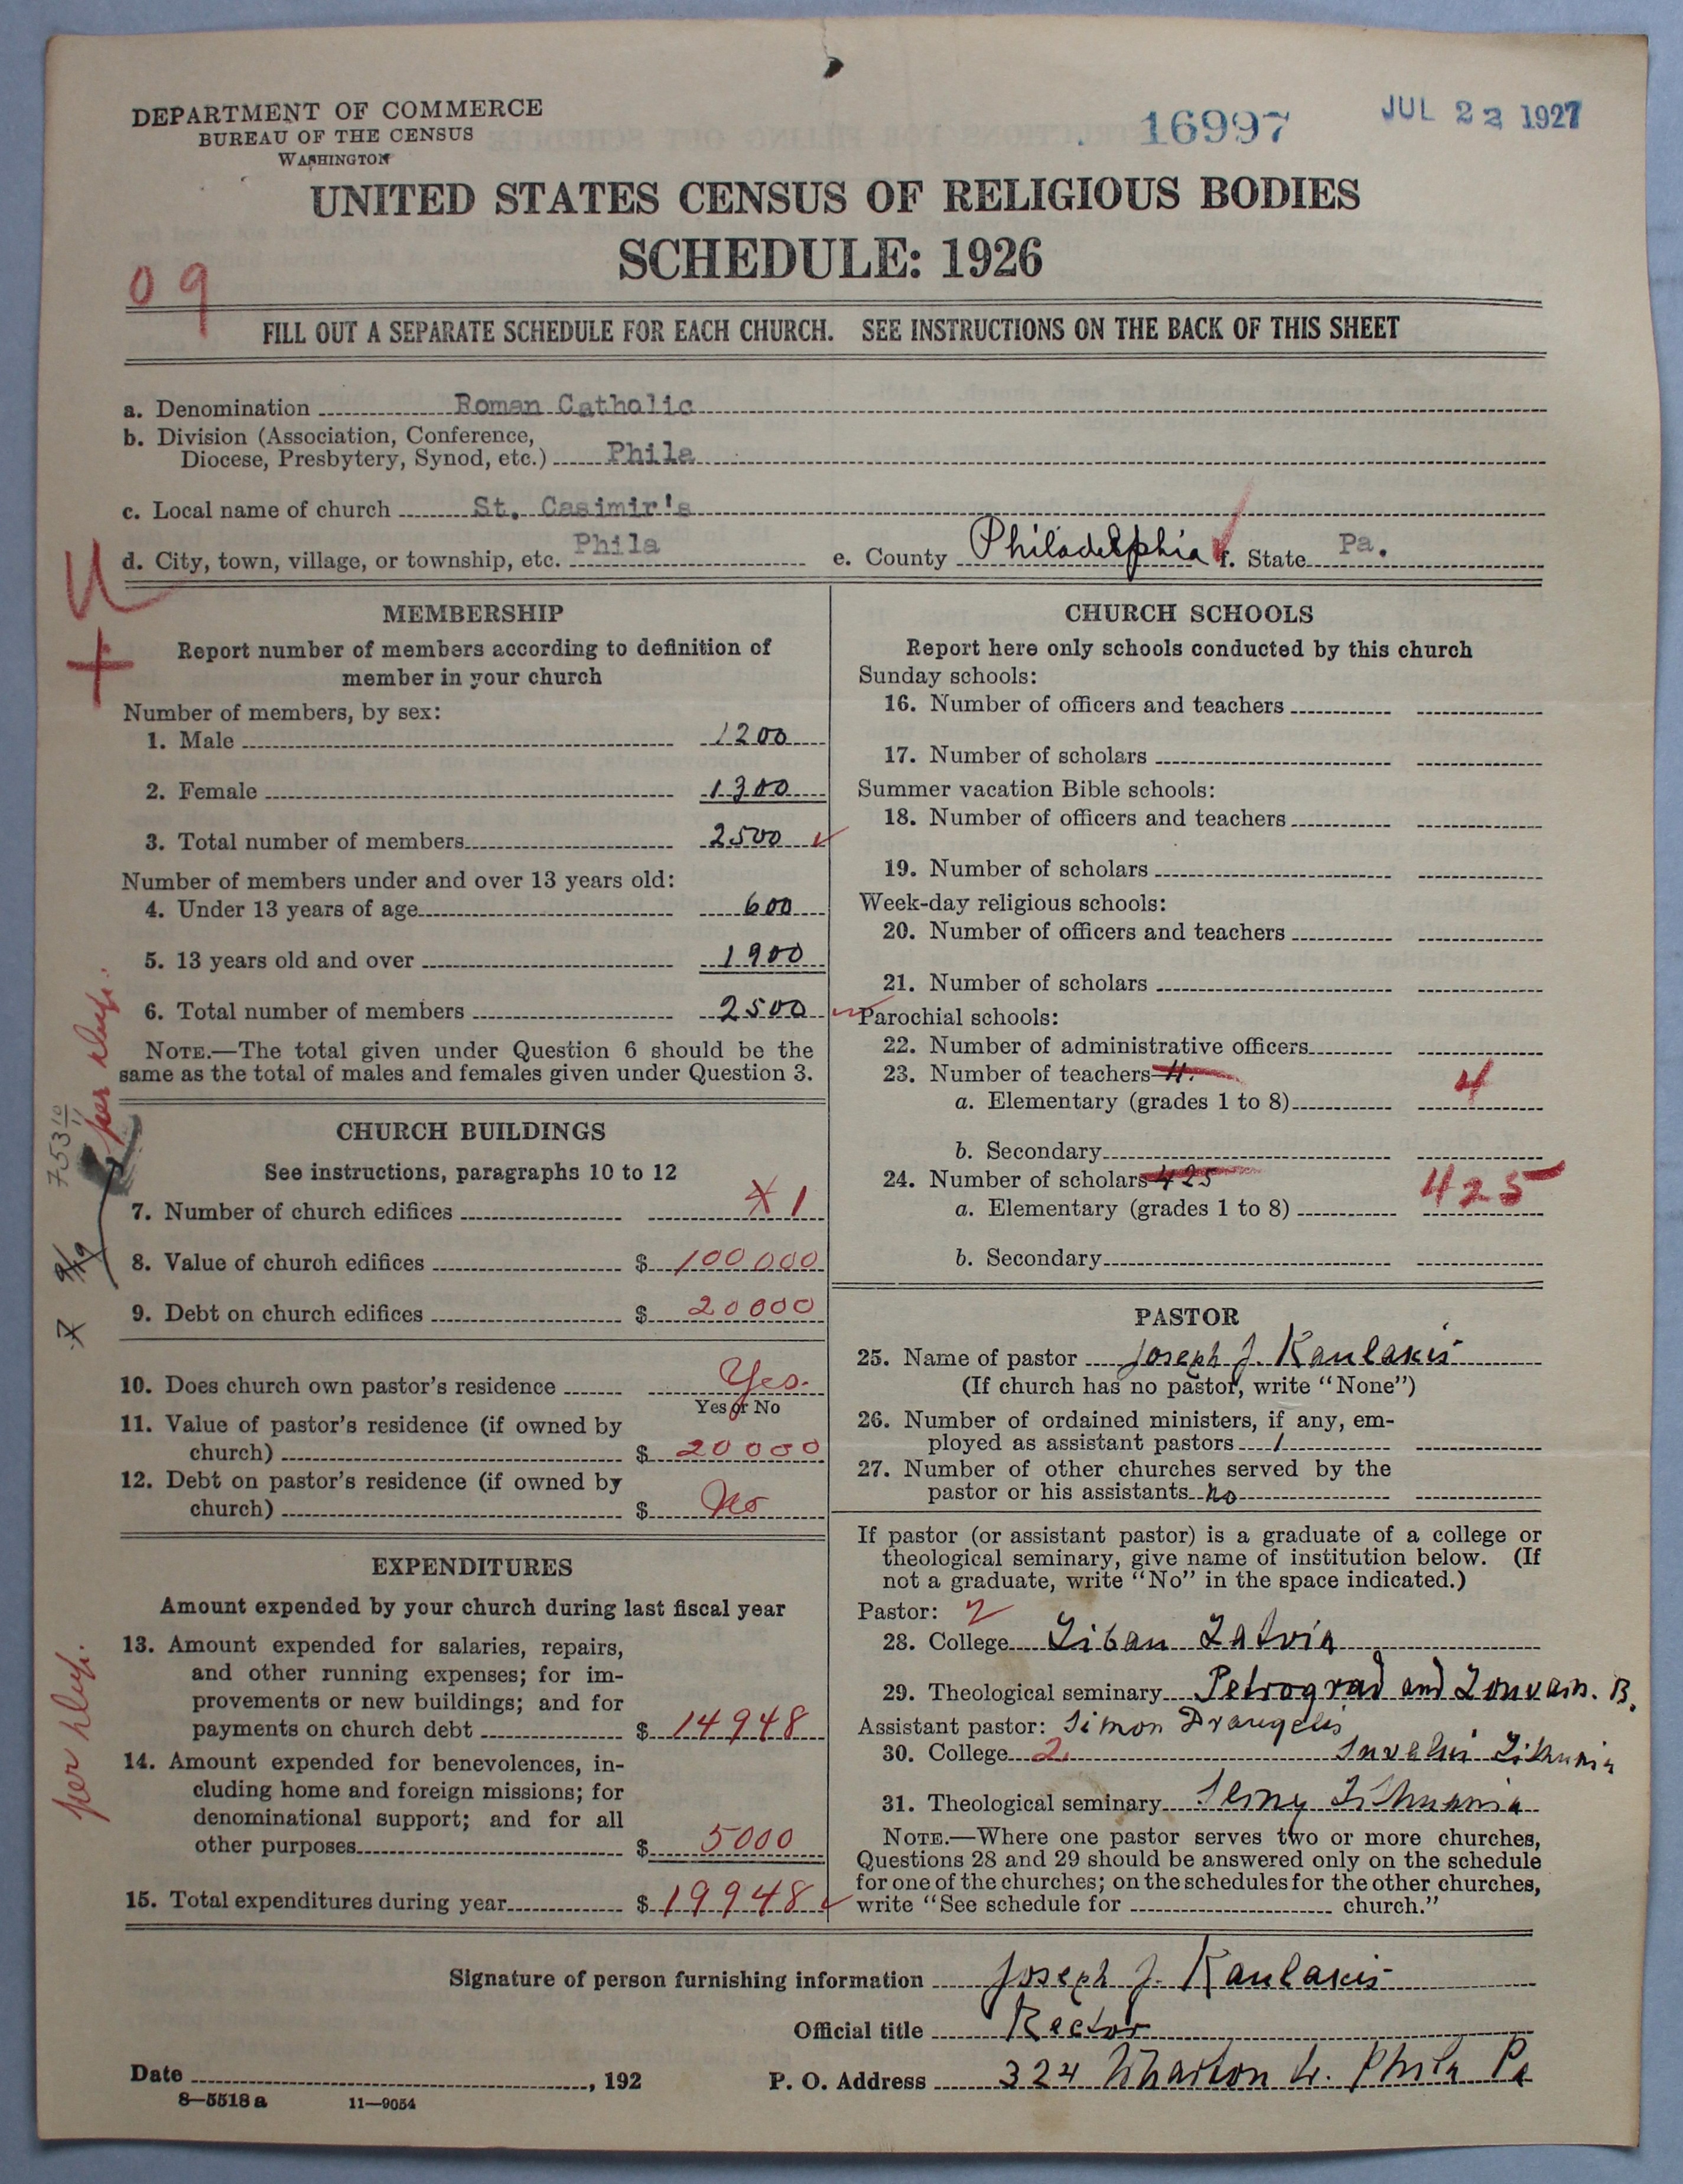 DEPARTMENT OF COMMERCE
BUREAU OF THE CENSUS
WASHINGTON
16997
JUL 22 1927
UNITED STATES CENSUS OF RELIGIOUS BODIES
SCHEDULE: 1926
09
FILL OUT A SEPARATE SCHEDULE FOR EACH CHURCH. SEE INSTRUCTIONS ON THE BACK OF THIS SHEET
a. Denomination Roman Catholic
b. Division (Association, Conference,
Diocese, Presbytery, Synod, etc.) Phila
c. Local name of church St. Casimir's
d. City, town, village, or township, etc. Phila e. County Philadelphia f. State Pa.
U
+
MEMBERSHIP
Report number of members according to definition of
member in your church
Number of members, by sex:
1. Male 1200
2. Female 1300
3. Total number of members 2500
Number of members under and over 13 years old:
4. Under 13 years of age 600
5. 13 years old and over 1900
6. Total number of members 2500
NOTE.—The total given under Question 6 should be the
same as the total of males and females given under Question 3.
CHURCH BUILDINGS
See instructions, paragraphs 10 to 12
7. Number of church edifices 1
8. Value of church edifices $ 100000
9. Debt on church edifices $ 20000
10. Does church own pastor's residence Yes.
Yes or No
11. Value of pastor's residence (if owned by
church) $ 20000
12. Debt on pastor's residence (if owned by
church) $ No
EXPENDITURES
Amount expended by your church during last fiscal year
13. Amount expended for salaries, repairs,
and other running expenses; for im-
provements or new buildings; and for
payments on church debt $ 14948
14. Amount expended for benevolences, in-
cluding home and foreign missions; for
denominational support; and for all
other purposes $ 5000
15. Total expenditures during year $ 19948
CHURCH SCHOOLS
Report here only schools conducted by this church
Sunday schools:
16. Number of officers and teachers
17. Number of scholars
Summer vacation Bible schools:
18. Number of officers and teachers
19. Number of scholars
Week-day religious schools:
20. Number of officers and teachers
21. Number of scholars
Parochial schools:
22. Number of administrative officers
23. Number of teachers 4.
a. Elementary (grades 1 to 8) 4
b. Secondary
24. Number of scholars 425
a. Elementary (grades 1 to 8) 425
b. Secondary
PASTOR
25. Name of pastor Joseph J. Kaulakis
(If church has no pastor, write "None")
26. Number of ordained ministers, if any, em-
ployed as assistant pastors 1
27. Number of other churches served by the
pastor or his assistants no
If pastor (or assistant pastor) is a graduate of a college or
theological seminary, give name of institution below. (If
not a graduate, write "No" in the space indicated.)
Pastor: 2
28. College Liban Latvia
29. Theological seminary Petrograd and Louvain. B.
Assistant pastor: Simon Draugelis
30. College 2. Lithunia
31. Theological seminary Lithuania
NOTE.—Where one pastor serves two or more churches,
Questions 28 and 29 should be answered only on the schedule
for one of the churches; on the schedules for the other churches,
write "See schedule for church."
Signature of person furnishing information Joseph J. Kaulakis
Official title Rector
Date , 192
P. O. Address 324 Wharton St. Phila Pa
8—5518 a 11—9054